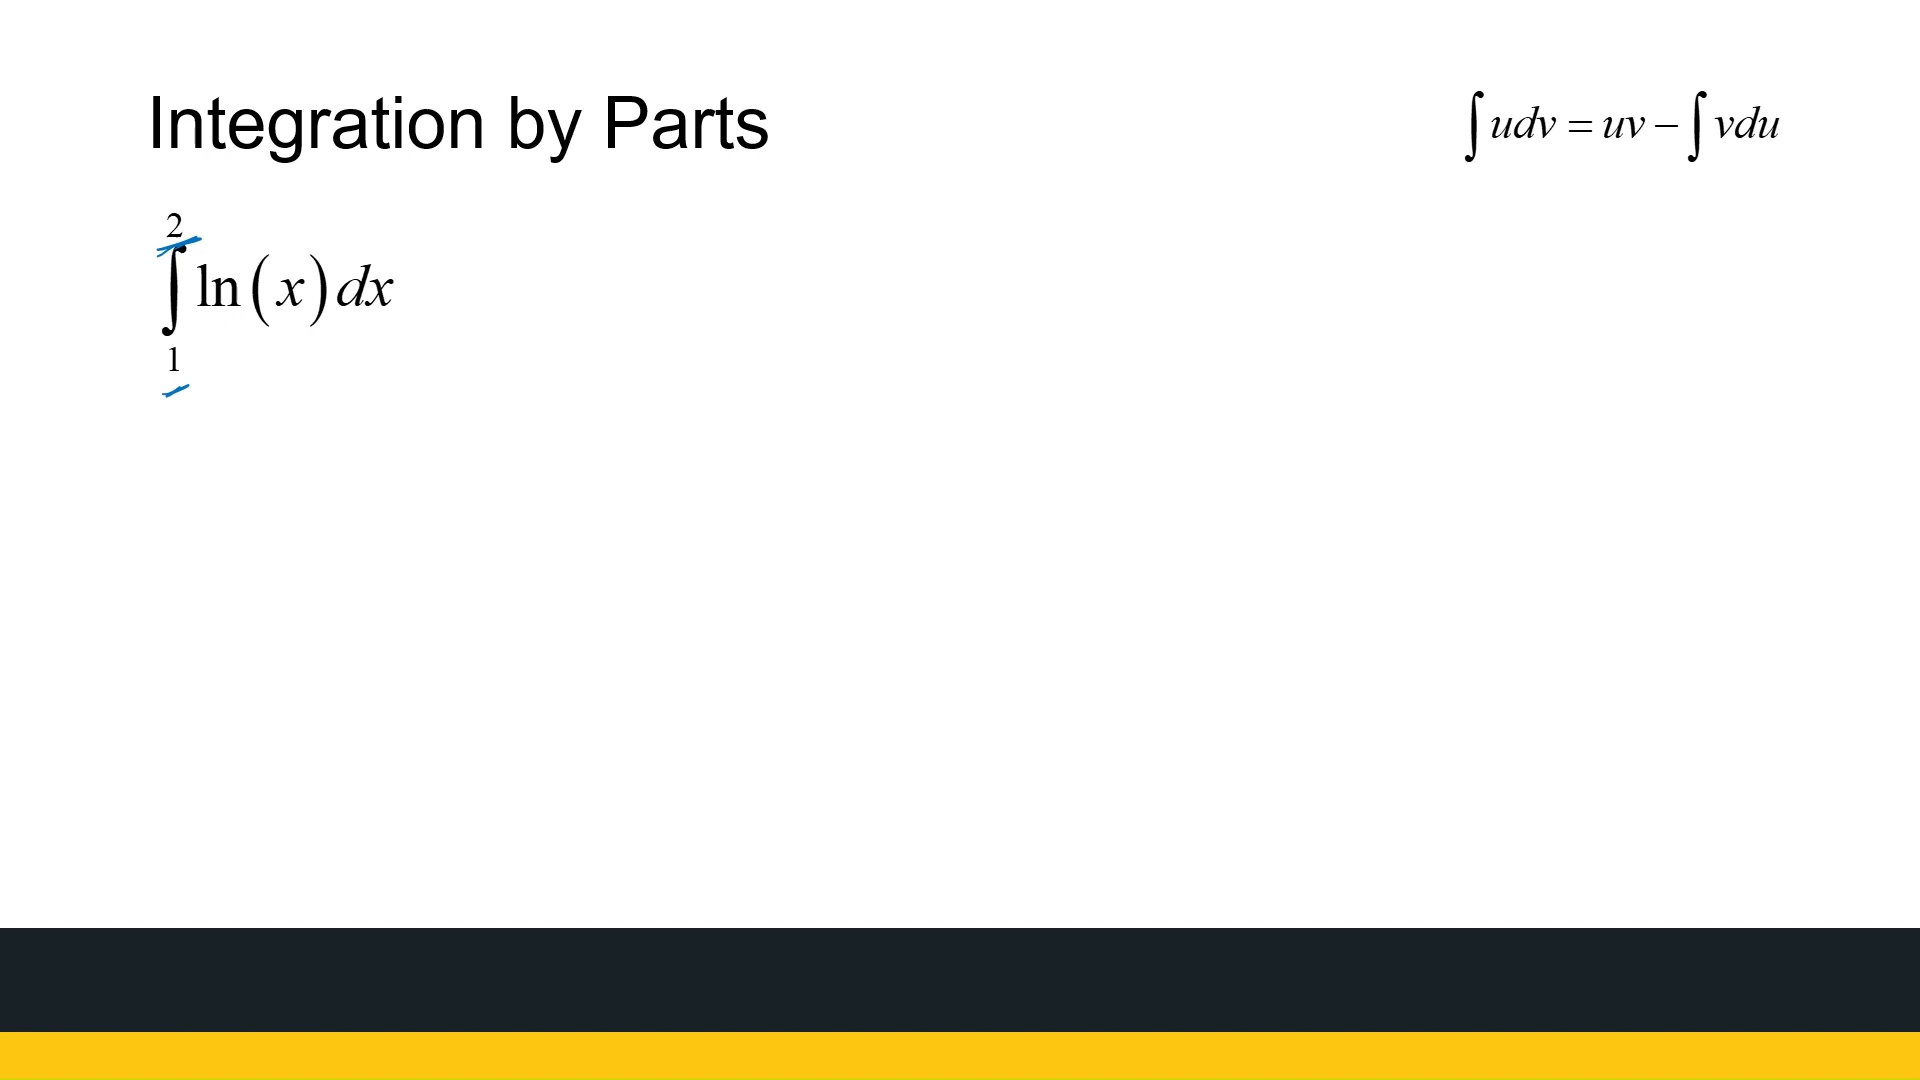 Integration by Parts
∫udv = uv − ∫vdu
2
∫ln(x)dx
1